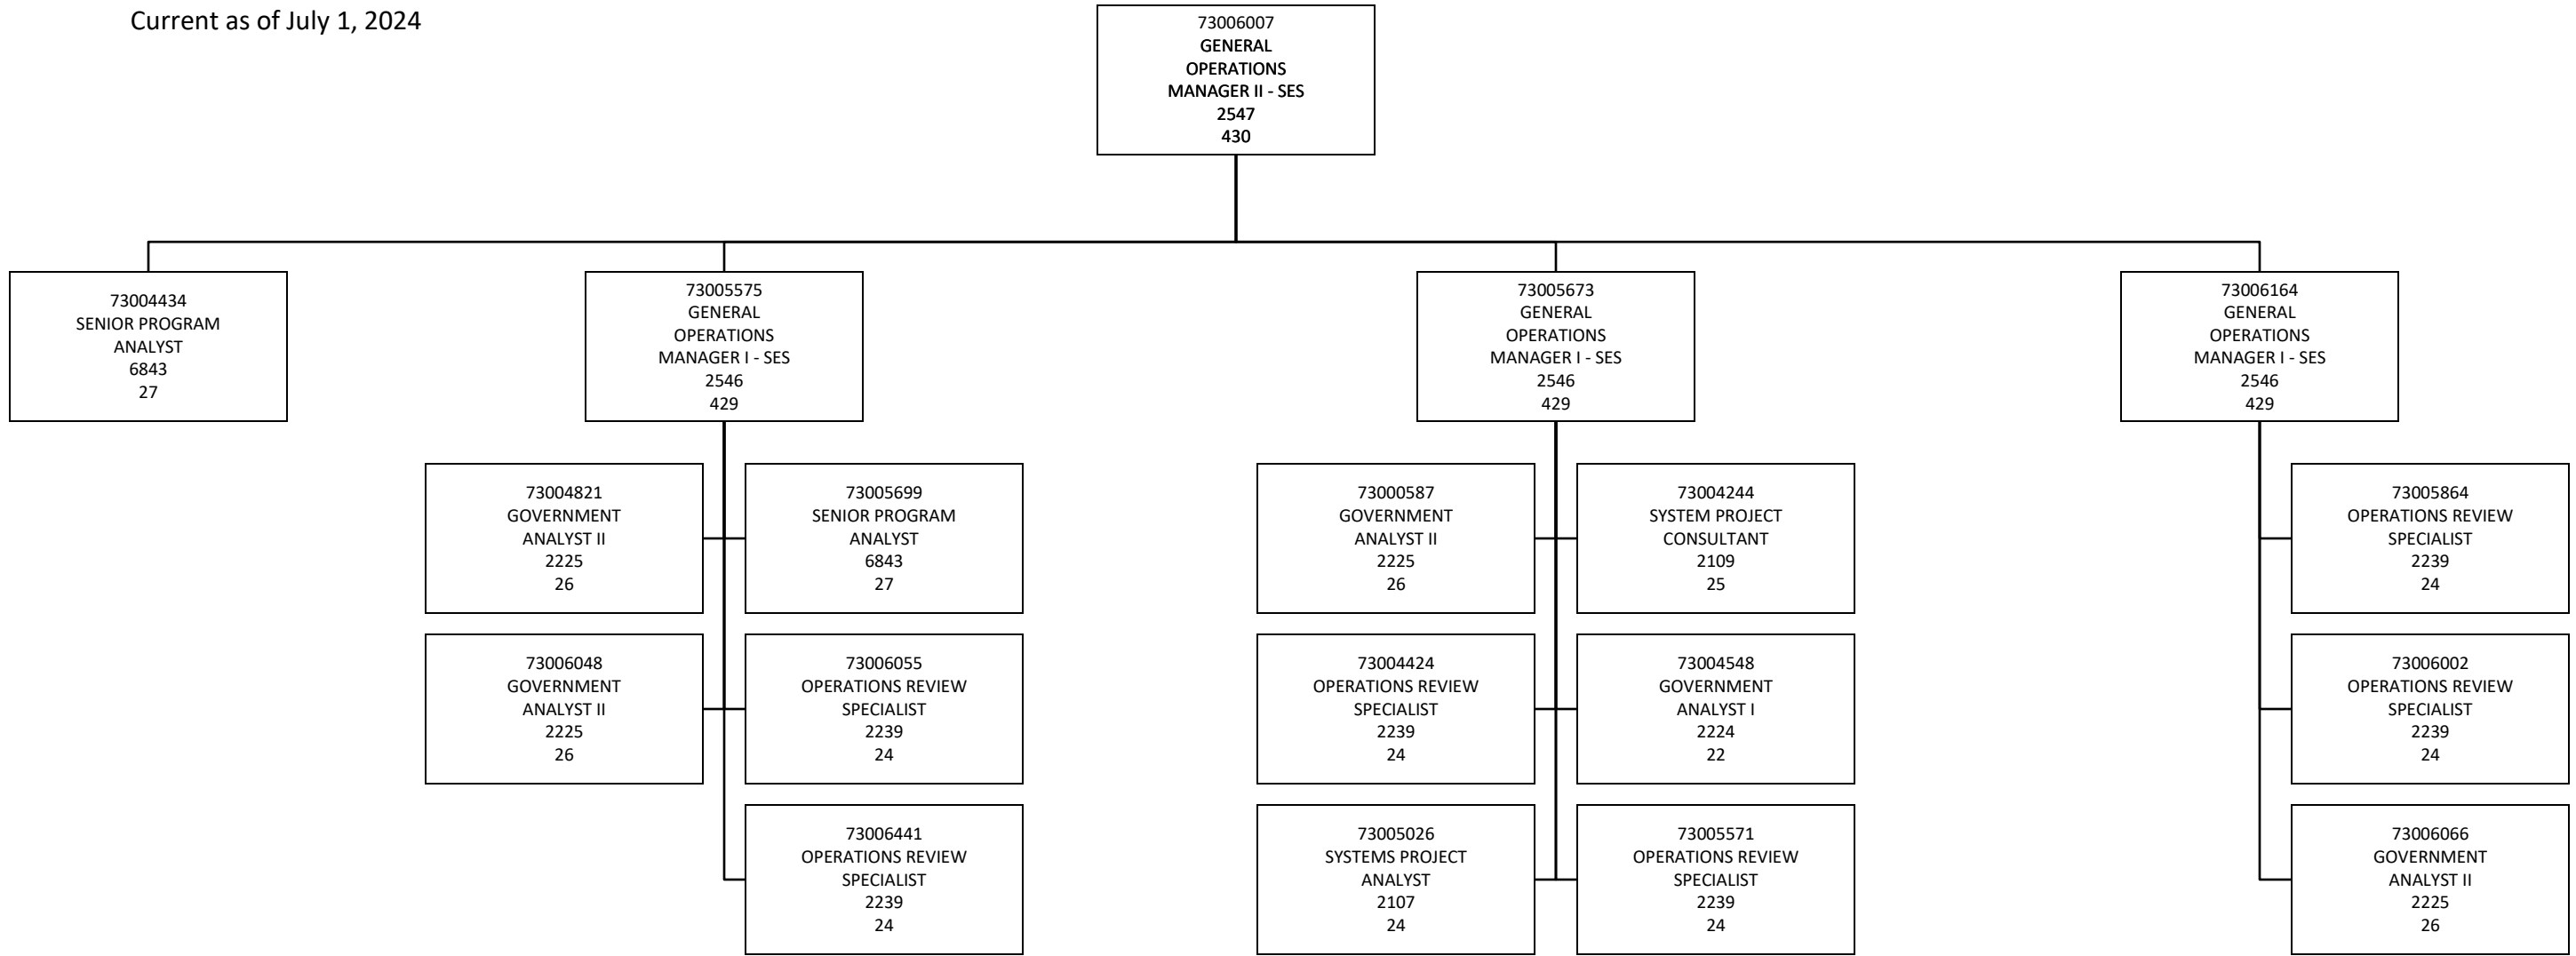 Current as of July 1, 2024
73006007
GENERAL
OPERATIONS
MANAGER II - SES
2547
430
73004434
SENIOR PROGRAM
ANALYST
6843
27
73005575
GENERAL
OPERATIONS
MANAGER I - SES
2546
429
73005673
GENERAL
OPERATIONS
MANAGER I - SES
2546
429
73006164
GENERAL
OPERATIONS
MANAGER I - SES
2546
429
73004821
GOVERNMENT
ANALYST II
2225
26
73005699
SENIOR PROGRAM
ANALYST
6843
27
73000587
GOVERNMENT
ANALYST II
2225
26
73004244
SYSTEM PROJECT
CONSULTANT
2109
25
73005864
OPERATIONS REVIEW
SPECIALIST
2239
24
73006048
GOVERNMENT
ANALYST II
2225
26
73006055
OPERATIONS REVIEW
SPECIALIST
2239
24
73004424
OPERATIONS REVIEW
SPECIALIST
2239
24
73004548
GOVERNMENT
ANALYST I
2224
22
73006002
OPERATIONS REVIEW
SPECIALIST
2239
24
73006441
OPERATIONS REVIEW
SPECIALIST
2239
24
73005026
SYSTEMS PROJECT
ANALYST
2107
24
73005571
OPERATIONS REVIEW
SPECIALIST
2239
24
73006066
GOVERNMENT
ANALYST II
2225
26